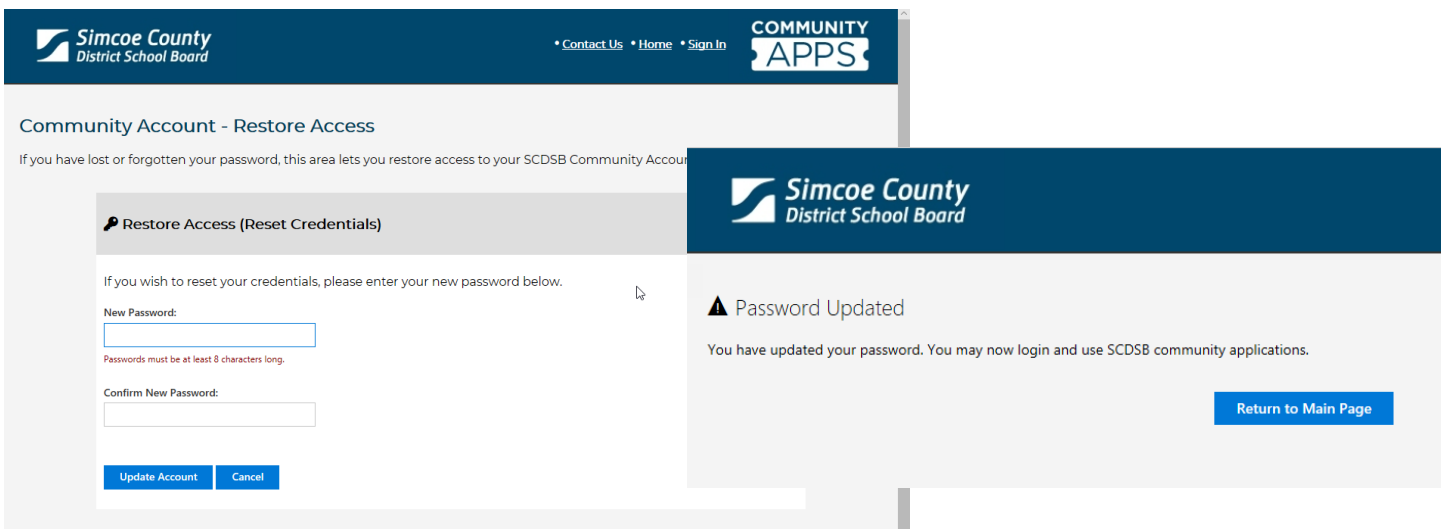 Simcoe County
District School Board
• Contact Us • Home • Sign In
COMMUNITY
APPS
Community Account - Restore Access
If you have lost or forgotten your password, this area lets you restore access to your SCDSB Community
Restore Access (Reset Credentials)
If you wish to reset your credentials, please enter your new password below.
New Password:
Passwords must be at least 8 characters long.
Confirm New Password:
Update Account
Cancel
Simcoe County
District School Board
Password Updated
You have updated your password. You may now login and use SCDSB community applications.
Return to Main Page